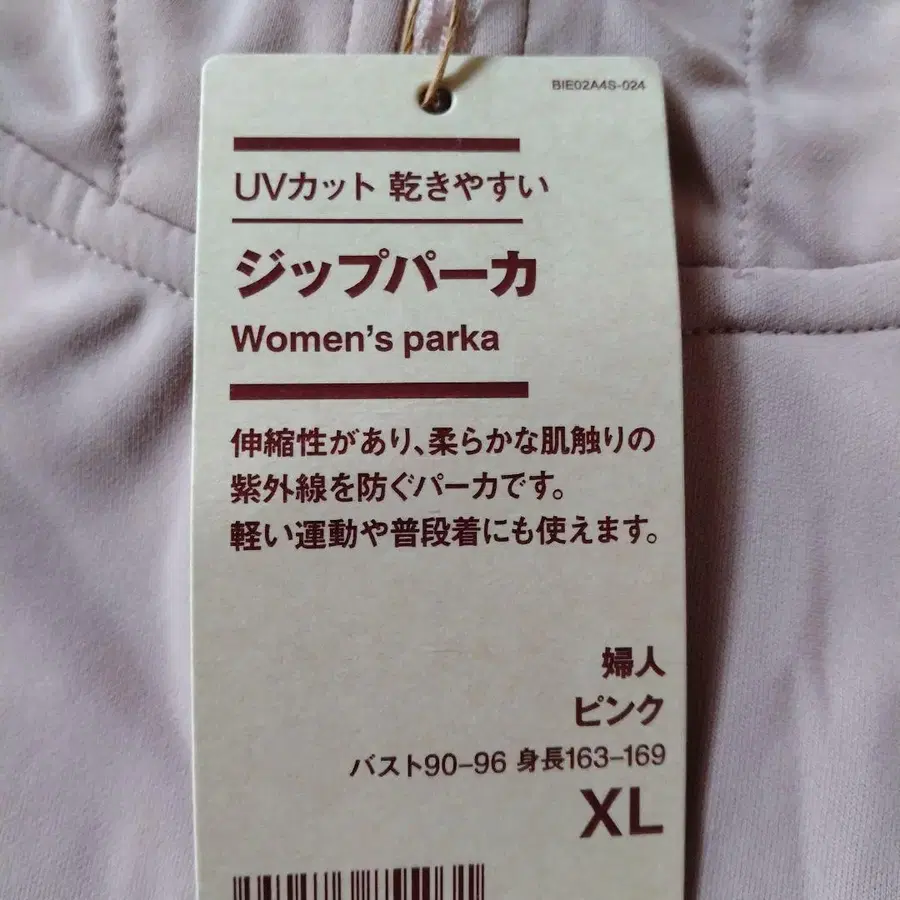 BIE02A4S-024
UVカット 乾きやすい
ジップパーカ
Women's parka
伸縮性があり、柔らかな肌触りの
紫外線を防ぐパーカです。
軽い運動や普段着にも使えます。
婦人
ピンク
バスト90-96 身長163-169
XL